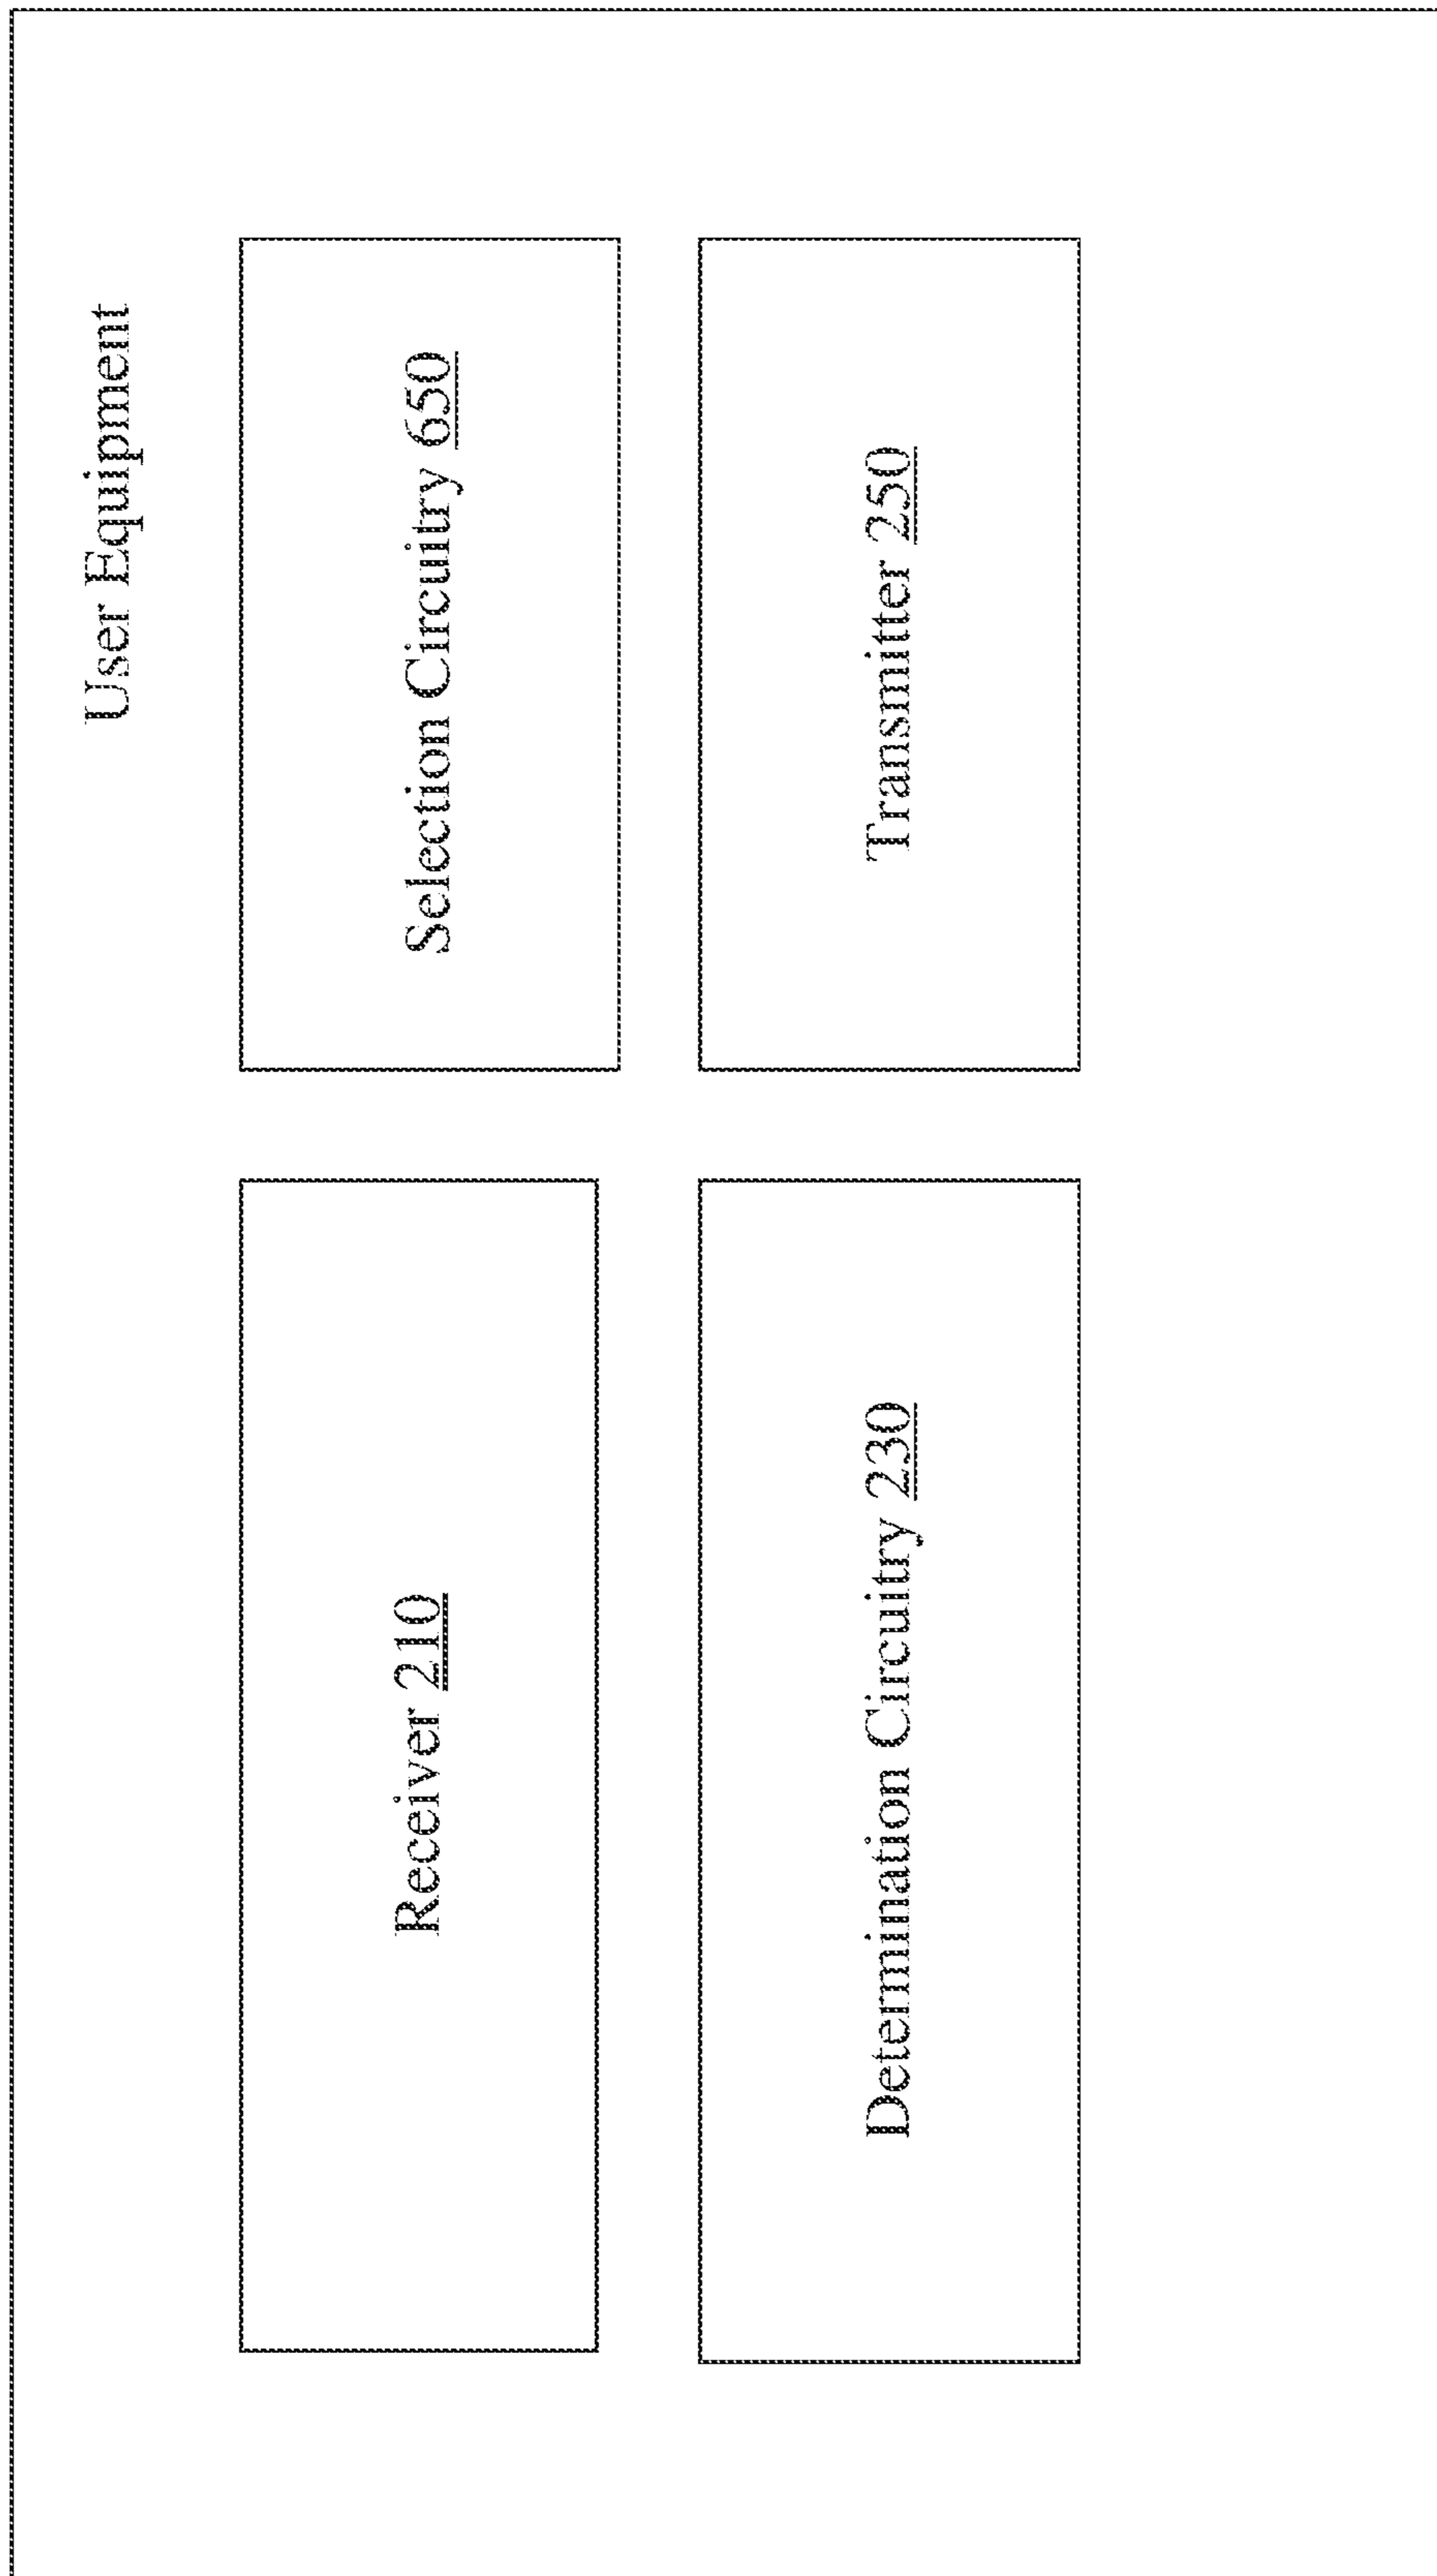 User Equipment
Receiver 210
Selection Circuitry 650
Determination Circuitry 230
Transmitter 250